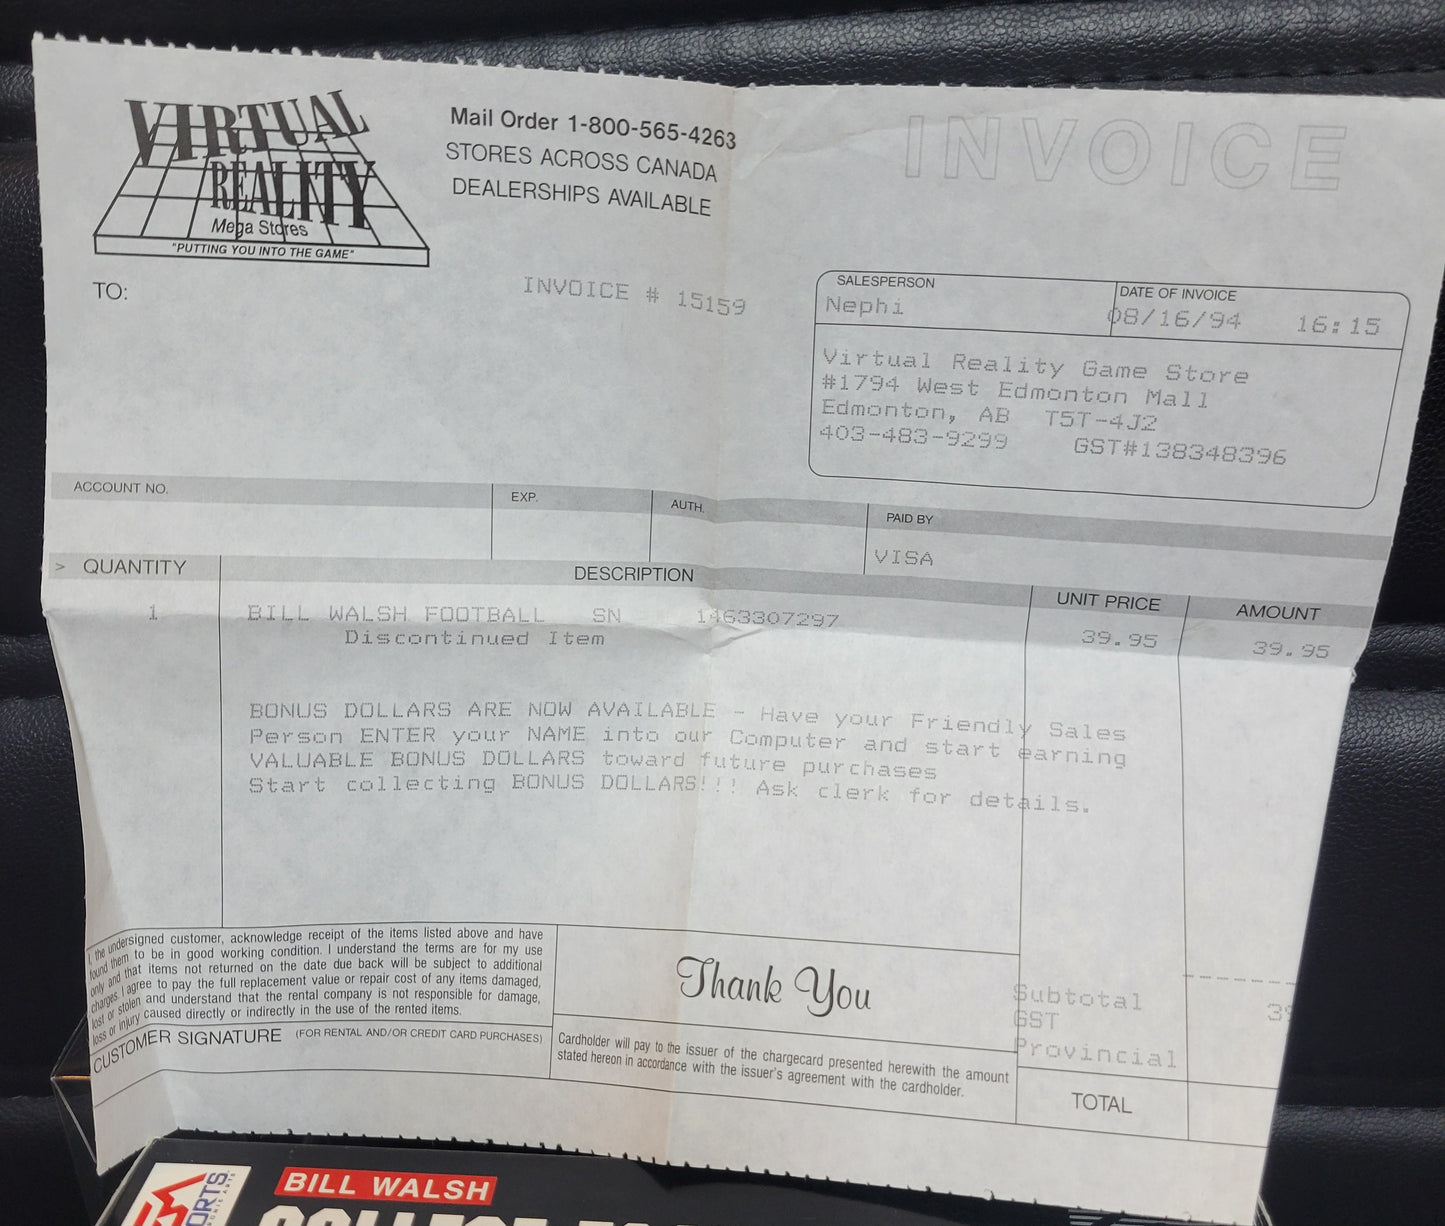 VIRTUAL
REALITY
Mega Stores
"PUTTING YOU INTO THE GAME"
Mail Order 1-800-565-4263
STORES ACROSS CANADA
DEALERSHIPS AVAILABLE
INVOICE
TO:
INVOICE # 15159
SALESPERSON
Nephi
DATE OF INVOICE
08/16/94 16:15
Virtual Reality Game Store
#1794 West Edmonton Mall
Edmonton, AB T5T-4J2
403-483-9299 GST#138348396
ACCOUNT NO. EXP. AUTH. PAID BY
VISA
> QUANTITY DESCRIPTION UNIT PRICE AMOUNT
1 BILL WALSH FOOTBALL SN 1463307297 39.95 39.95
Discontinued Item
BONUS DOLLARS ARE NOW AVAILABLE - Have your Friendly Sales
Person ENTER your NAME into our Computer and start earning
VALUABLE BONUS DOLLARS toward future purchases
Start collecting BONUS DOLLARS!!! Ask clerk for details.
I, the undersigned customer, acknowledge receipt of the items listed above and have
found them to be in good working condition. I understand the terms are for my use
only and that items not returned on the date due back will be subject to additional
charges. I agree to pay the full replacement value or repair cost of any items damaged,
lost or stolen and understand that the rental company is not responsible for damage,
loss or injury caused directly or indirectly in the use of the rented items.
CUSTOMER SIGNATURE (FOR RENTAL AND/OR CREDIT CARD PURCHASES)
Thank You
Cardholder will pay to the issuer of the chargecard presented herewith the amount
stated hereon in accordance with the issuer's agreement with the cardholder.
Subtotal 39
GST
Provincial
TOTAL
BILL WALSH